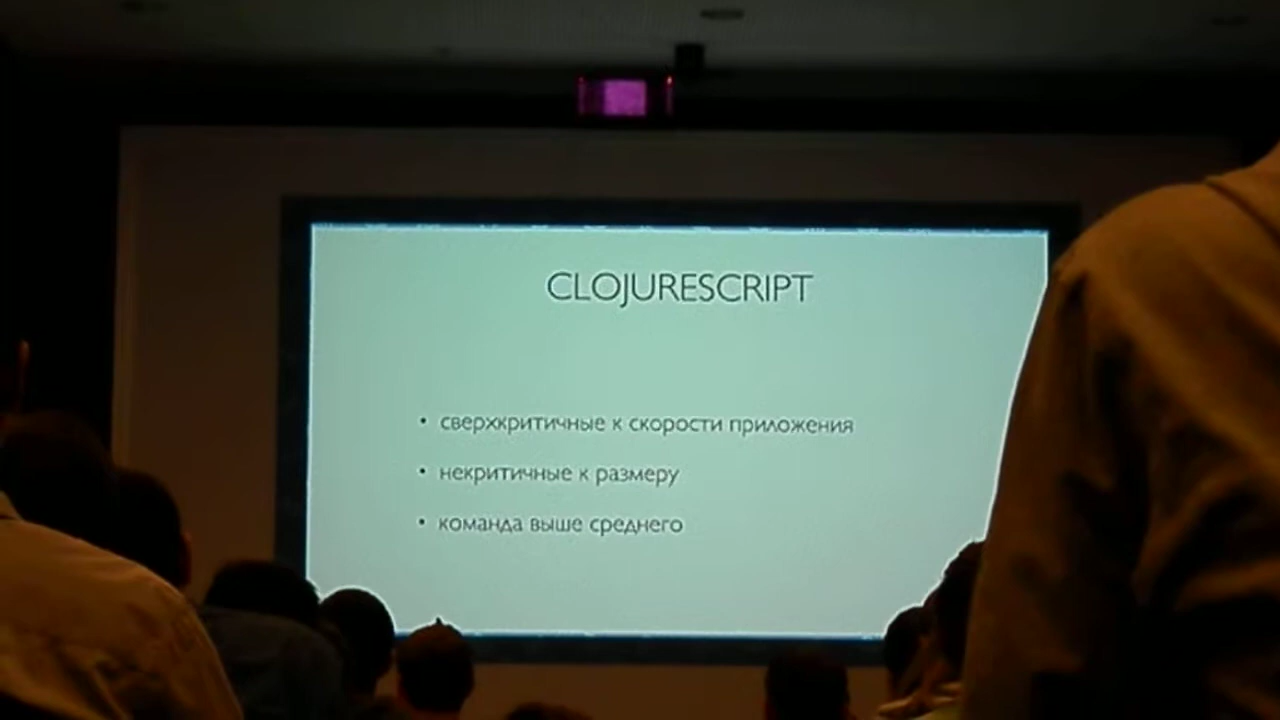 CLOJURESCRIPT
• сверхкритичные к скорости приложения
• некритичные к размеру
• команда выше среднего